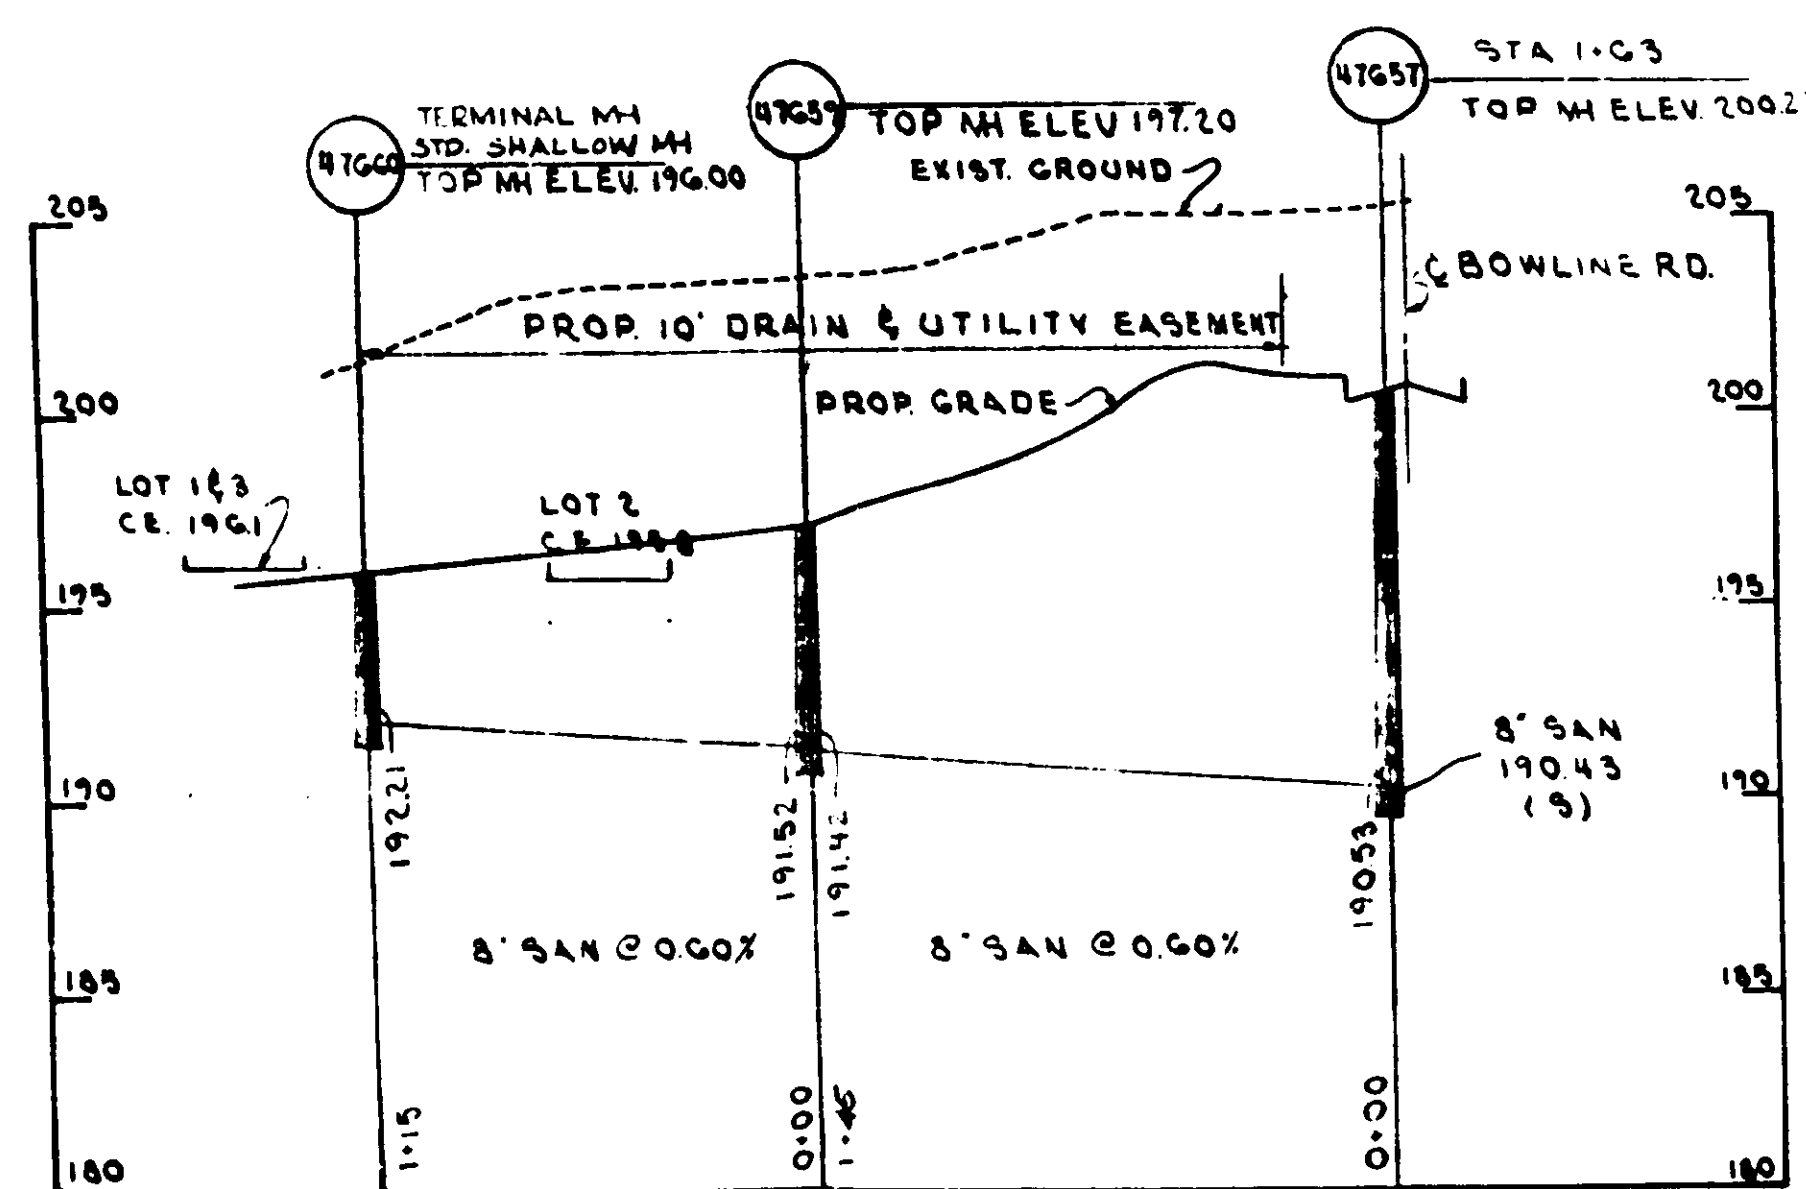 47660
TERMINAL MH
STD. SHALLOW MH
TOP MH ELEV. 196.00
47659
TOP MH ELEV 197.20
47657
STA 1+63
TOP MH ELEV. 200.2
EXIST. GROUND
205
205
℄ BOWLINE RD.
PROP. 10' DRAIN & UTILITY EASEMENT
PROP. GRADE
200
200
LOT 1&3
C.E. 196.1
LOT 2
C.E.
195
195
8" SAN
190.43
(S)
190
190
192.21
191.52
191.42
190.53
8" SAN @ 0.60%
8" SAN @ 0.60%
185
185
1+15
0+00
0+00
180
180